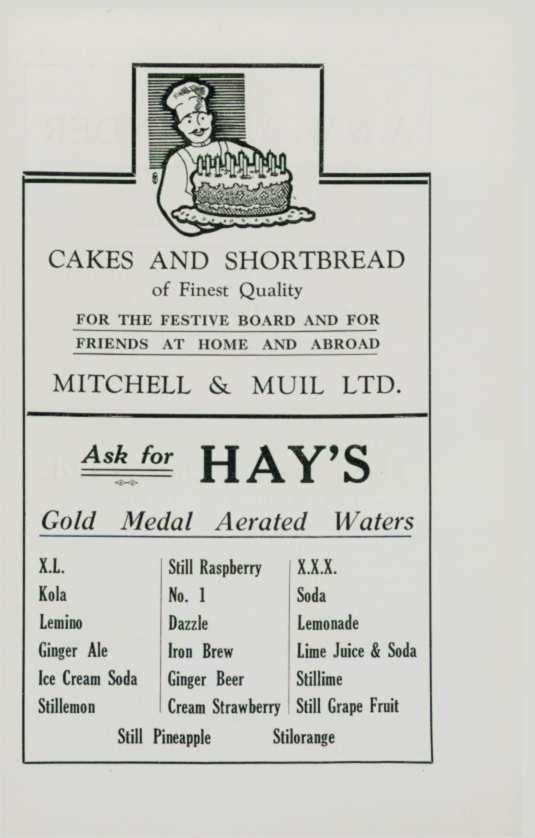 CAKES AND SHORTBREAD
of Finest Quality
FOR THE FESTIVE BOARD AND FOR
FRIENDS AT HOME AND ABROAD
MITCHELL & MUIL LTD.
Ask for HAY'S
Gold Medal Aerated Waters
X.L. Still Raspberry X.X.X.
Kola No. 1 Soda
Lemino Dazzle Lemonade
Ginger Ale Iron Brew Lime Juice & Soda
Ice Cream Soda Ginger Beer Stillime
Stillemon Cream Strawberry Still Grape Fruit
Still Pineapple Stilorange